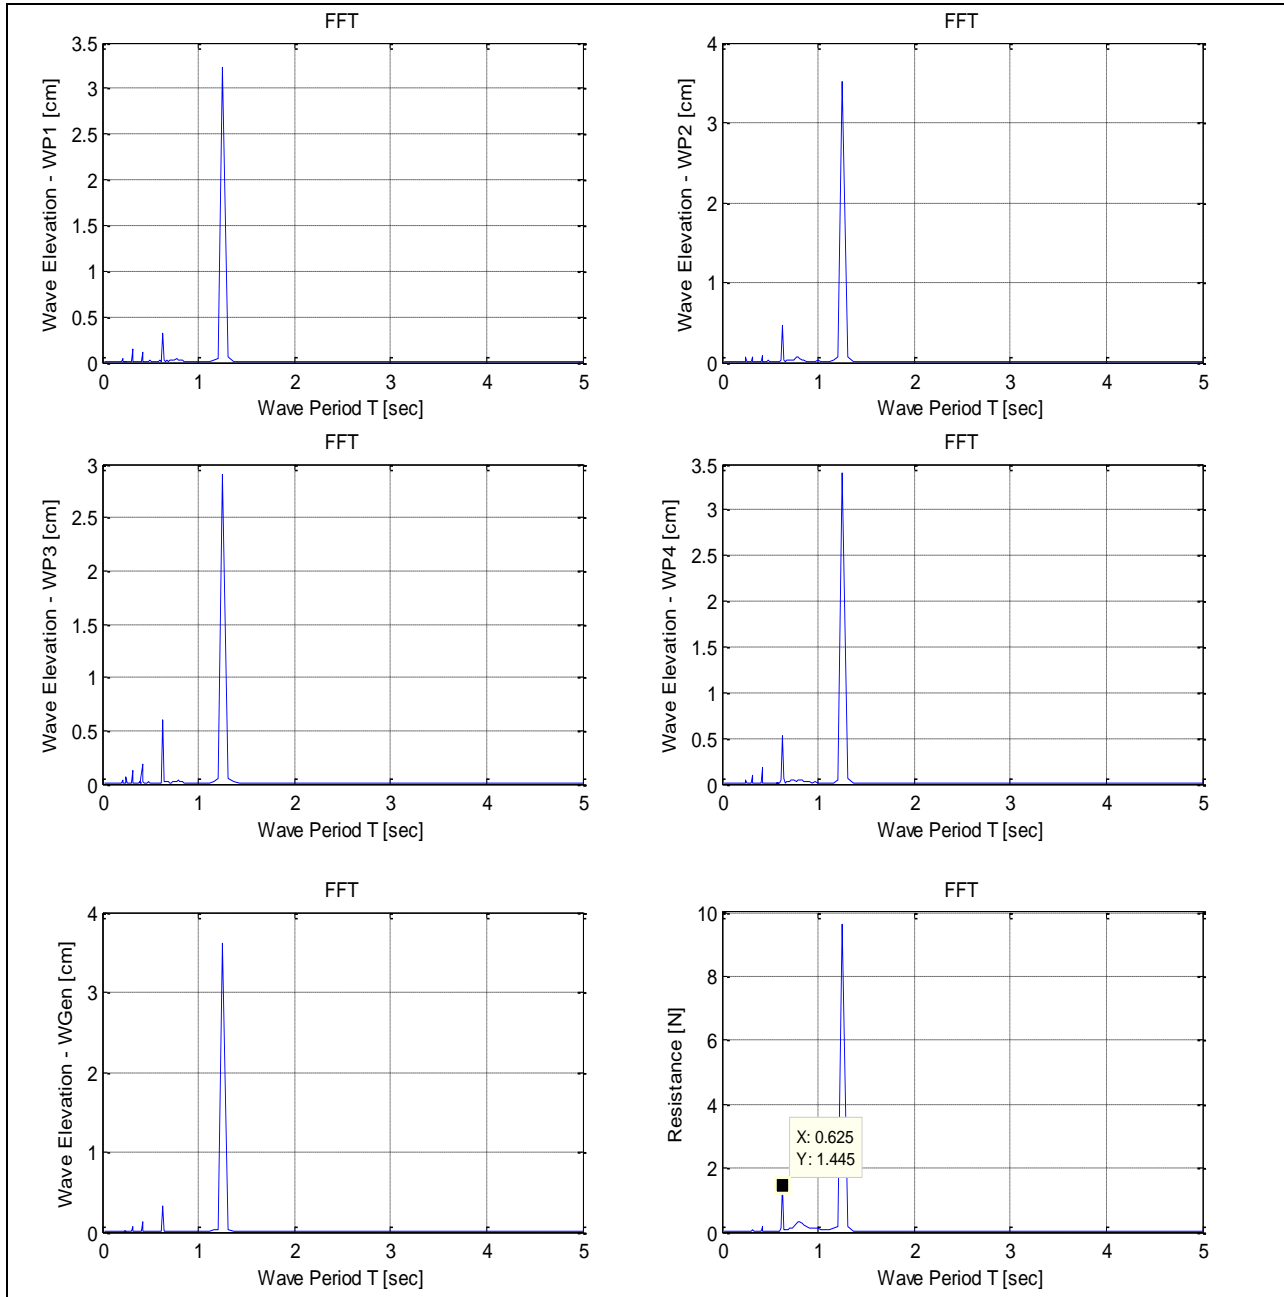 FFT
3.5
3
2.5
2
1.5
1
0.5
0
0 1 2 3 4 5
Wave Elevation - WP1 [cm]
Wave Period T [sec]
FFT
4
3
2
1
0
0 1 2 3 4 5
Wave Elevation - WP2 [cm]
Wave Period T [sec]
FFT
3
2.5
2
1.5
1
0.5
0
0 1 2 3 4 5
Wave Elevation - WP3 [cm]
Wave Period T [sec]
FFT
3.5
3
2.5
2
1.5
1
0.5
0
0 1 2 3 4 5
Wave Elevation - WP4 [cm]
Wave Period T [sec]
FFT
4
3
2
1
0
0 1 2 3 4 5
Wave Elevation - WGen [cm]
Wave Period T [sec]
FFT
10
8
6
4
2
0
0 1 2 3 4 5
Resistance [N]
X: 0.625
Y: 1.445
Wave Period T [sec]